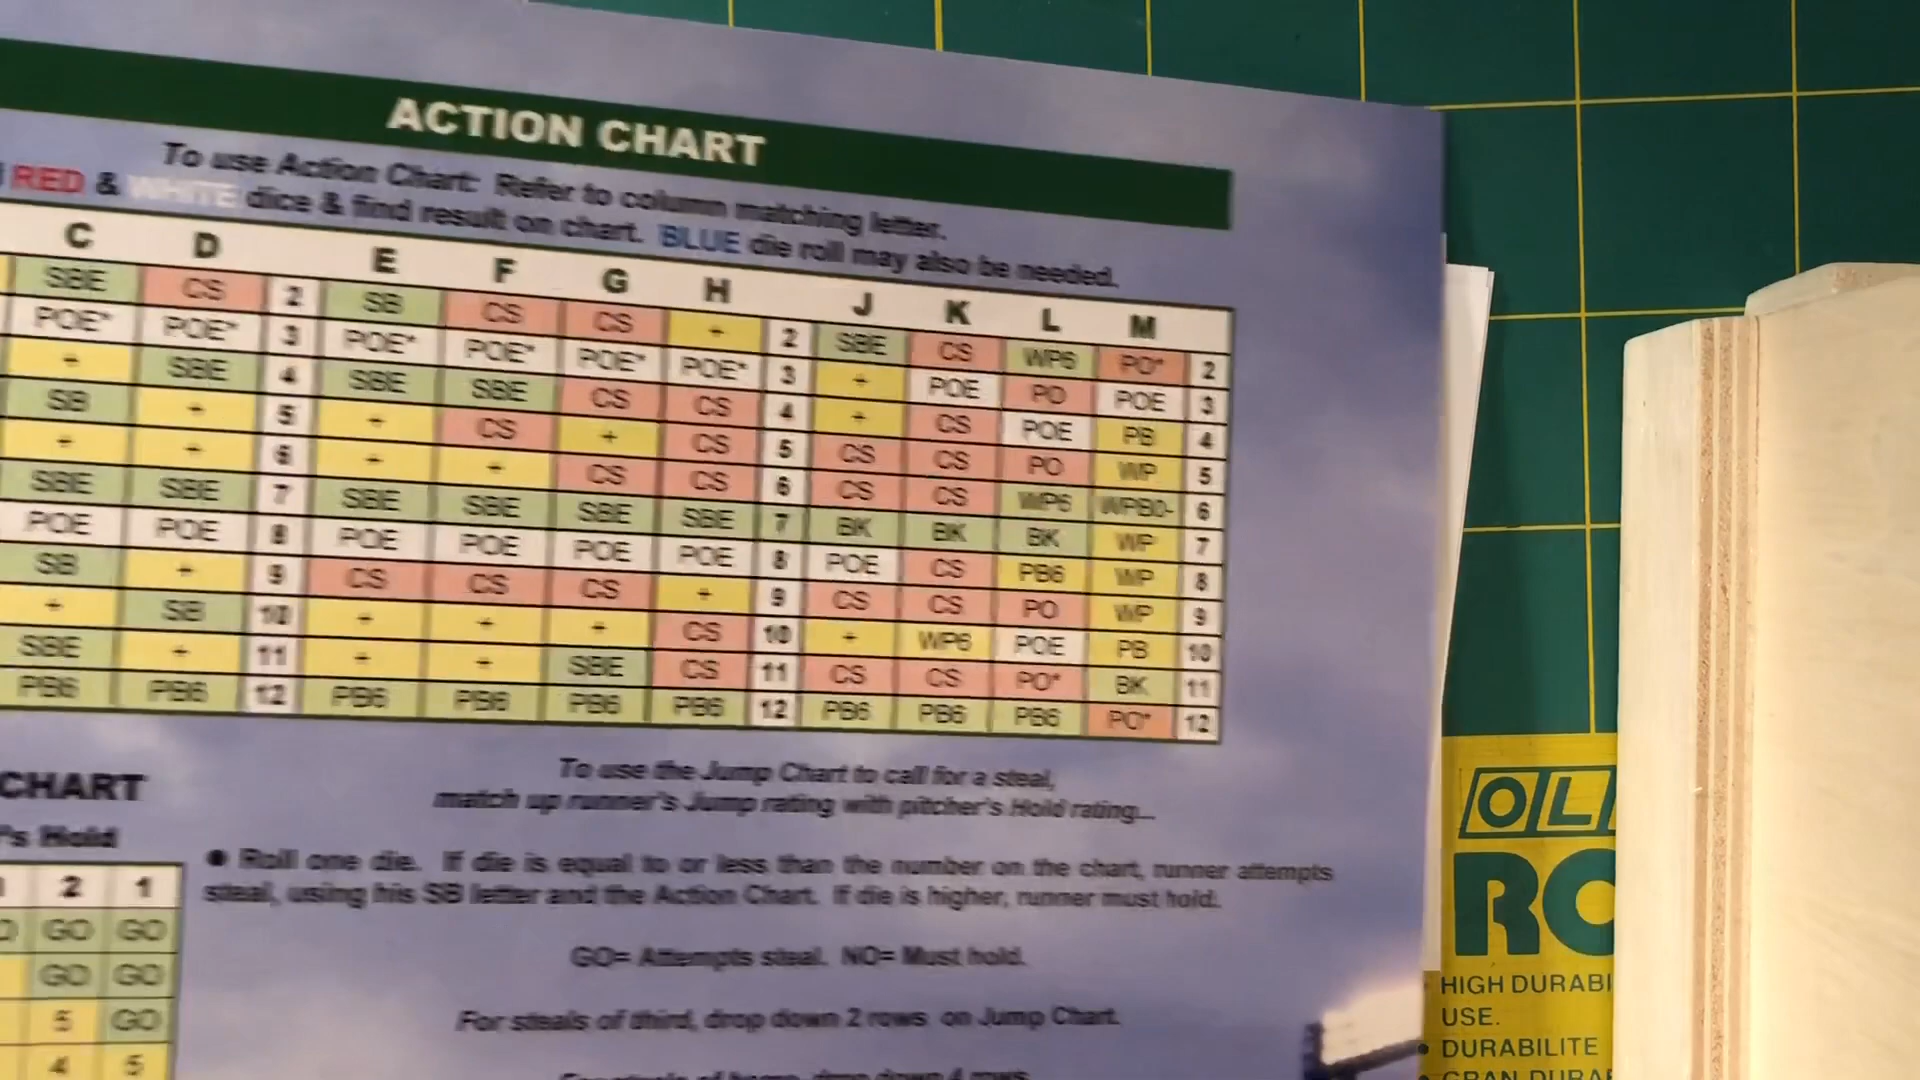 ACTION CHART
To use Action Chart: Refer to column matching letter.
RED & WHITE dice & find result on chart. BLUE die roll may also be needed.
C D E F G H J K L M
SBE CS 2 SB CS CS + 2 SBE CS WP6 PO* 2
POE* POE* 3 POE* POE* POE* POE* 3 + POE PO POE 3
+ SBE 4 SBE SBE CS CS 4 + CS POE PB 4
SB + 5 + CS + CS 5 CS CS PO WP 5
+ + 6 + + CS CS 6 CS CS WP6 WPB0- 6
SBE SBE 7 SBE SBE SBE SBE 7 BK BK BK WP 7
POE POE 8 POE POE POE POE 8 POE CS PB6 WP 8
SB + 9 CS CS CS + 9 CS CS PO WP 9
+ SB 10 + + + CS 10 + WP6 POE PB 10
SBE + 11 + + SBE CS 11 CS CS PO* BK 11
PB6 PB6 12 PB6 PB6 PB6 PB6 12 PB6 PB6 PB6 PO* 12
To use the Jump Chart to call for a steal,
match up runner's Jump rating with pitcher's Hold rating...
CHART
's Hold
2 1
GO GO
GO GO
5 GO
4 5
● Roll one die. If die is equal to or less than the number on the chart, runner attempts
steal, using his SB letter and the Action Chart. If die is higher, runner must hold.
GO= Attempts steal. NO= Must hold.
For steals of third, drop down 2 rows on Jump Chart.
For steals of home, drop down 4 rows
OL
RC
HIGH DURABI
USE.
• DURABILITE